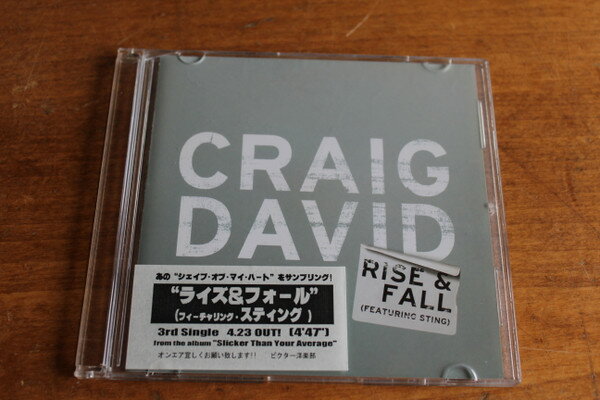 CRAIG
DAVID
RISE &
FALL
(FEATURING STING)
あの "シェイプ・オブ・マイ・ハート" をサンプリング!
"ライズ&フォール"
(フィーチャリング・スティング )
3rd Single 4.23 OUT! (4'47")
from the album "Slicker Than Your Average"
オンエア宜しくお願い致します!! ビクター洋楽部